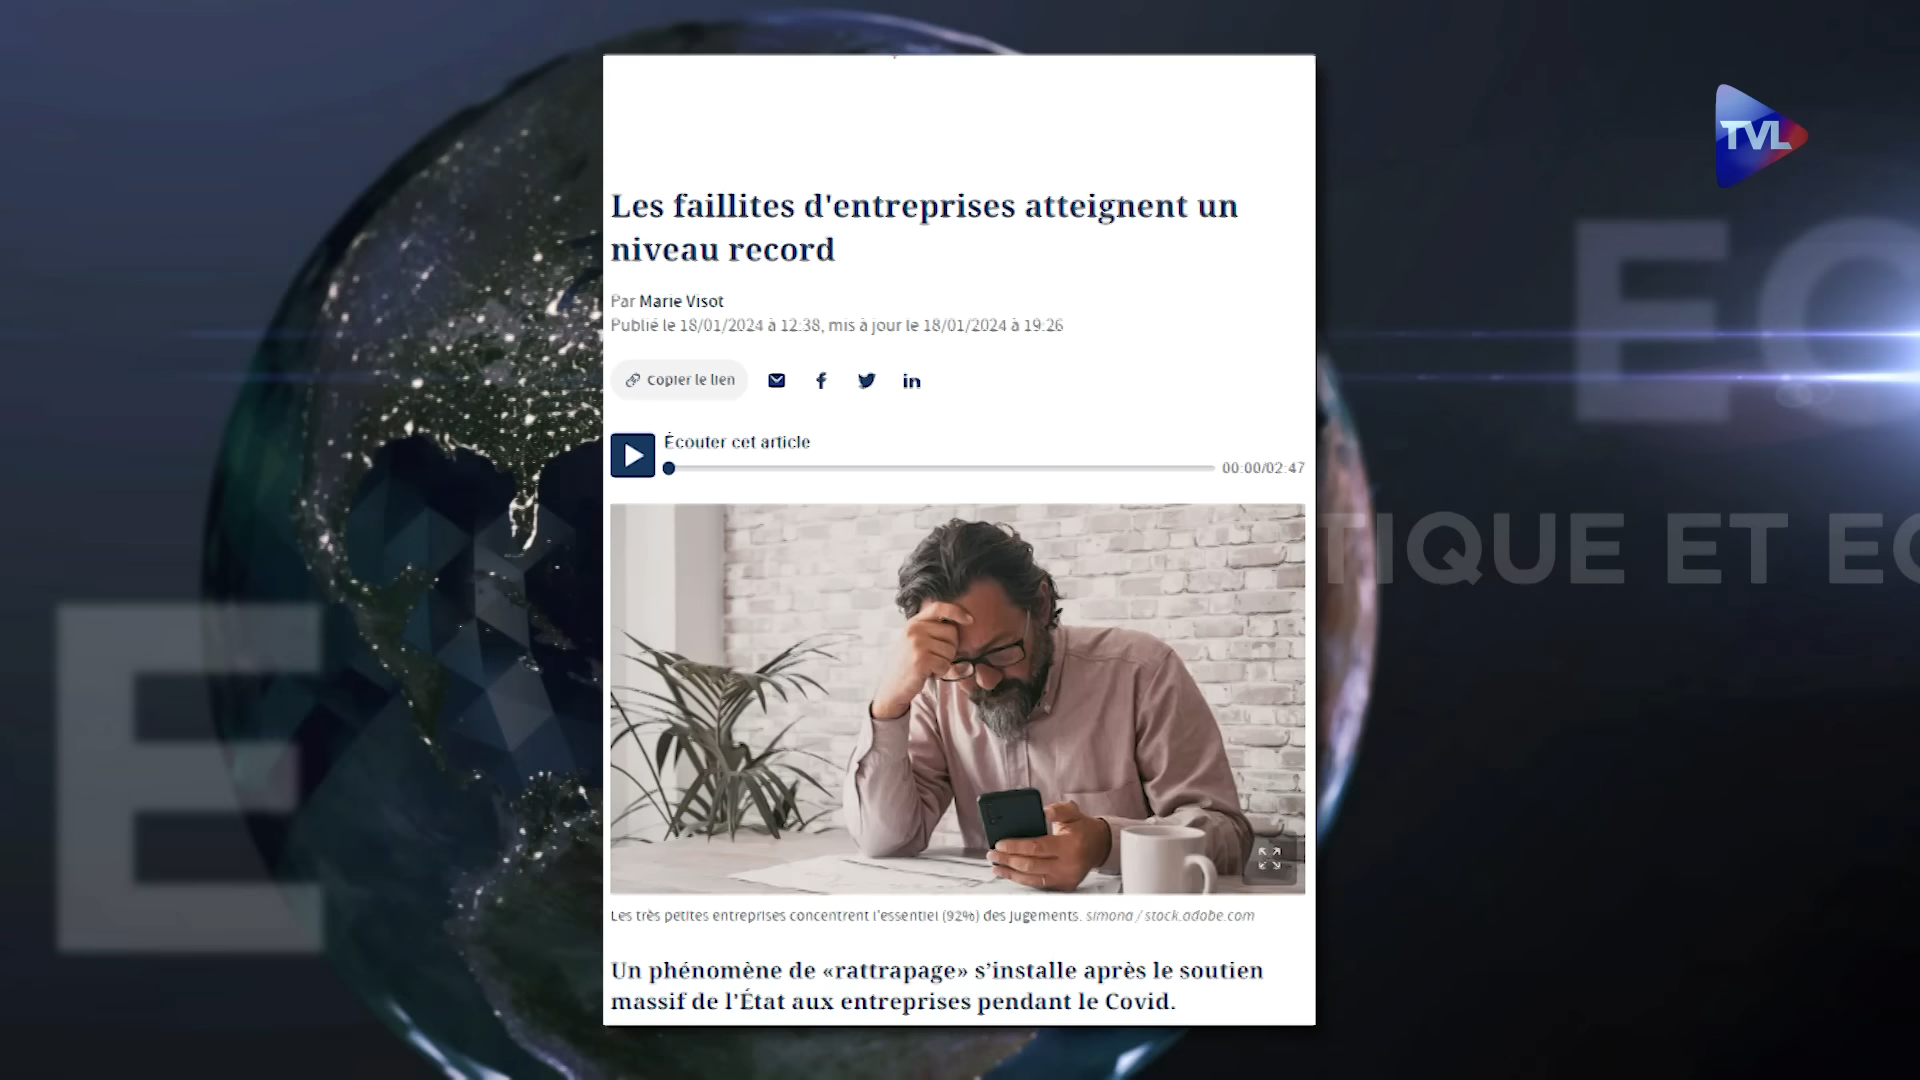 TVL
Les faillites d'entreprises atteignent un
niveau record
Par Marie Visot
Publié le 18/01/2024 à 12:38, mis à jour le 18/01/2024 à 19:26
Copier le lien
Écouter cet article
00:00/02:47
TIQUE ET EC
E
EC
Les très petites entreprises concentrent l'essentiel (92%) des jugements. simona / stock.adobe.com
Un phénomène de «rattrapage» s'installe après le soutien
massif de l'État aux entreprises pendant le Covid.